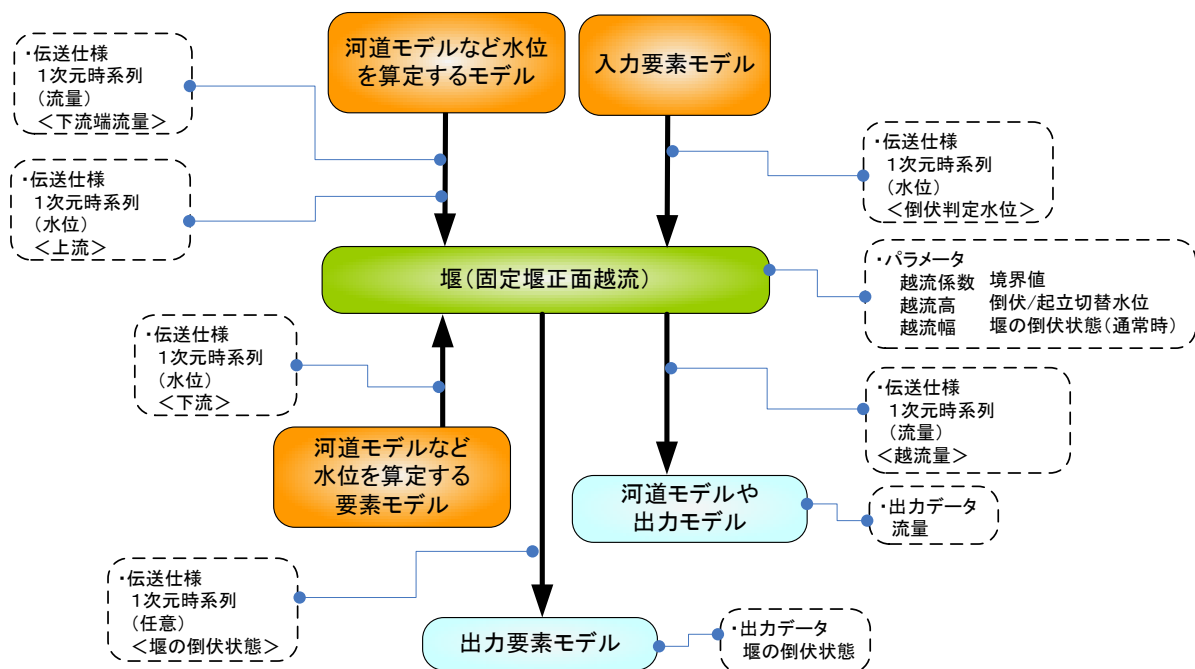 ・伝送仕様
1次元時系列
(流量)
<下流端流量>
河道モデルなど水位
を算定するモデル
入力要素モデル
・伝送仕様
1次元時系列
(水位)
<上流>
・伝送仕様
1次元時系列
(水位)
<倒伏判定水位>
堰(固定堰正面越流)
・パラメータ
越流係数 境界値
越流高 倒伏/起立切替水位
越流幅 堰の倒伏状態(通常時)
・伝送仕様
1次元時系列
(水位)
<下流>
・伝送仕様
1次元時系列
(流量)
<越流量>
河道モデルなど
水位を算定する
要素モデル
河道モデルや
出力モデル
・出力データ
流量
・伝送仕様
1次元時系列
(任意)
<堰の倒伏状態>
出力要素モデル
・出力データ
堰の倒伏状態